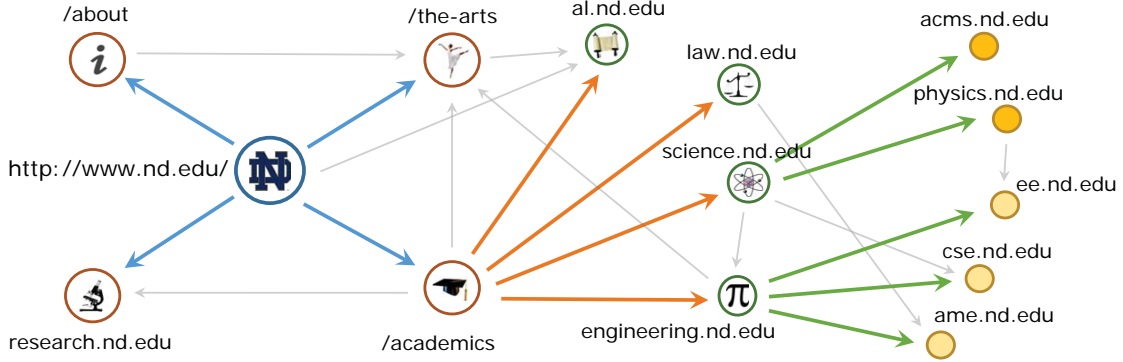 /about
/the-arts
al.nd.edu
acms.nd.edu
law.nd.edu
physics.nd.edu
http://www.nd.edu/
ND
science.nd.edu
ee.nd.edu
cse.nd.edu
π
ame.nd.edu
research.nd.edu
/academics
engineering.nd.edu
i